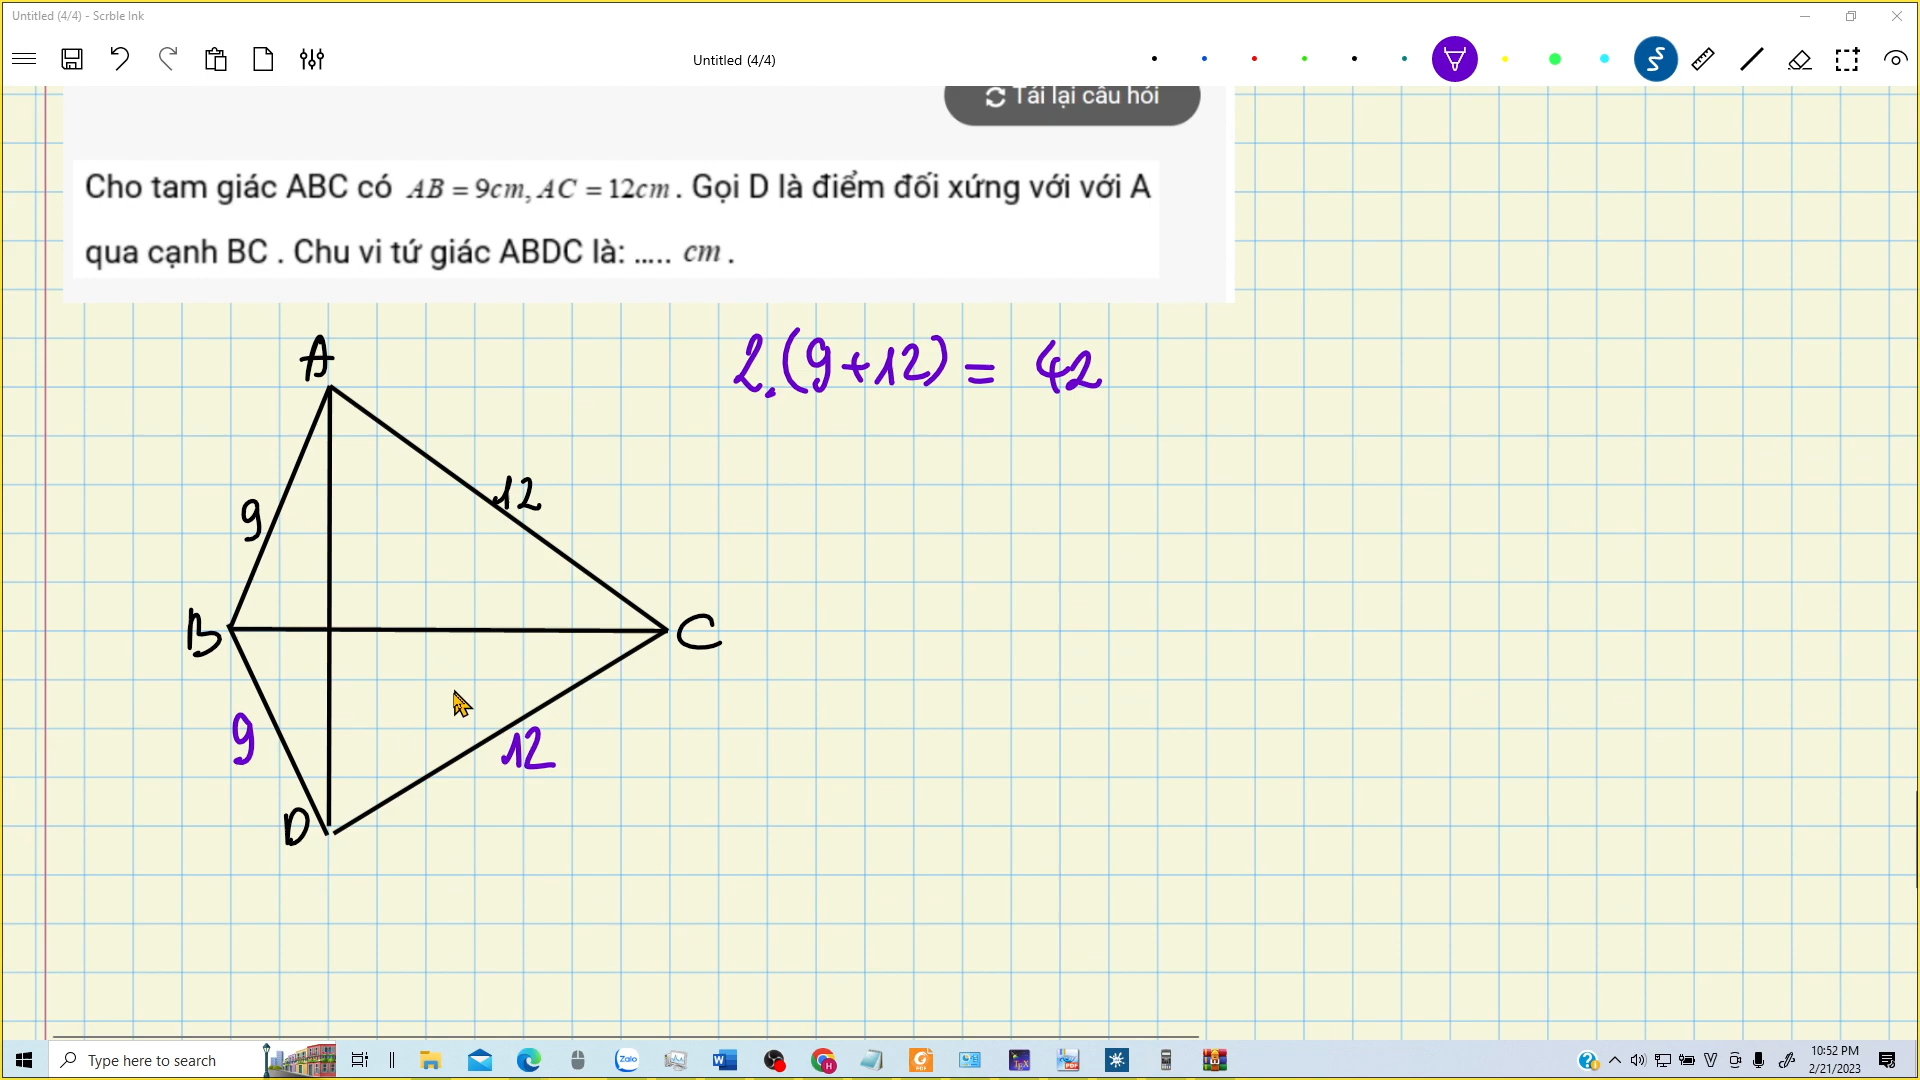 Untitled (4/4) - Scrble Ink
Untitled (4/4)
Tải lại câu hỏi
Cho tam giác ABC có AB = 9cm, AC = 12cm. Gọi D là điểm đối xứng với với A
qua cạnh BC . Chu vi tứ giác ABDC là: ..... cm .
2.(9+12) = 42
A
9
12
B
C
9
12
D
Type here to search
10:52 PM
2/21/2023